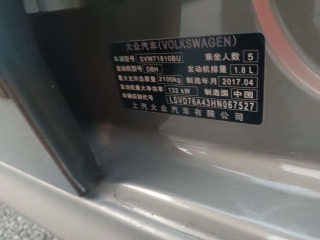 大众汽车(VOLKSWAGEN)
车辆型号 SVW71810BU 乘坐人数 5
发动机型号 DBH 发动机排量 1.8 L
最大允许总质量 2100kg 制造年月 2017.04
发动机最大净功率 132 kW 制造国 中国
车辆识别代号 LSVD76A43HN067527
上汽大众汽车有限公司